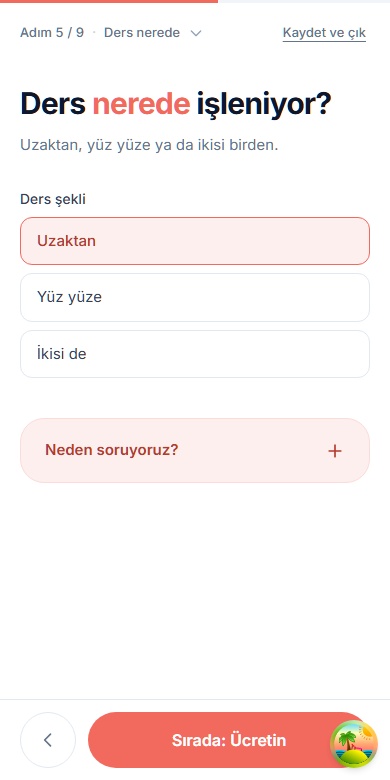 Adım 5 / 9 · Ders nerede
Kaydet ve çık
Ders nerede işleniyor?
Uzaktan, yüz yüze ya da ikisi birden.
Ders şekli
Uzaktan
Yüz yüze
İkisi de
Neden soruyoruz?
Sırada: Ücretin